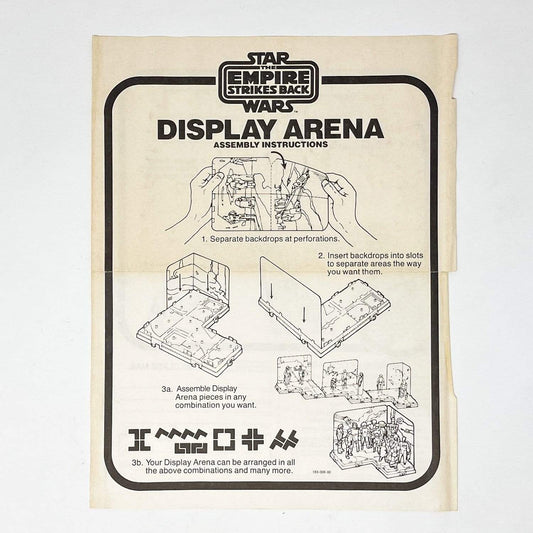 STAR
THE
EMPIRE
STRIKES BACK
WARS™
DISPLAY ARENA
ASSEMBLY INSTRUCTIONS
1. Separate backdrops at perforations.
2. Insert backdrops into slots
to separate areas the way
you want them.
3a. Assemble Display
Arena pieces in any
combination you want.
3b. Your Display Arena can be arranged in all
the above combinations and many more.